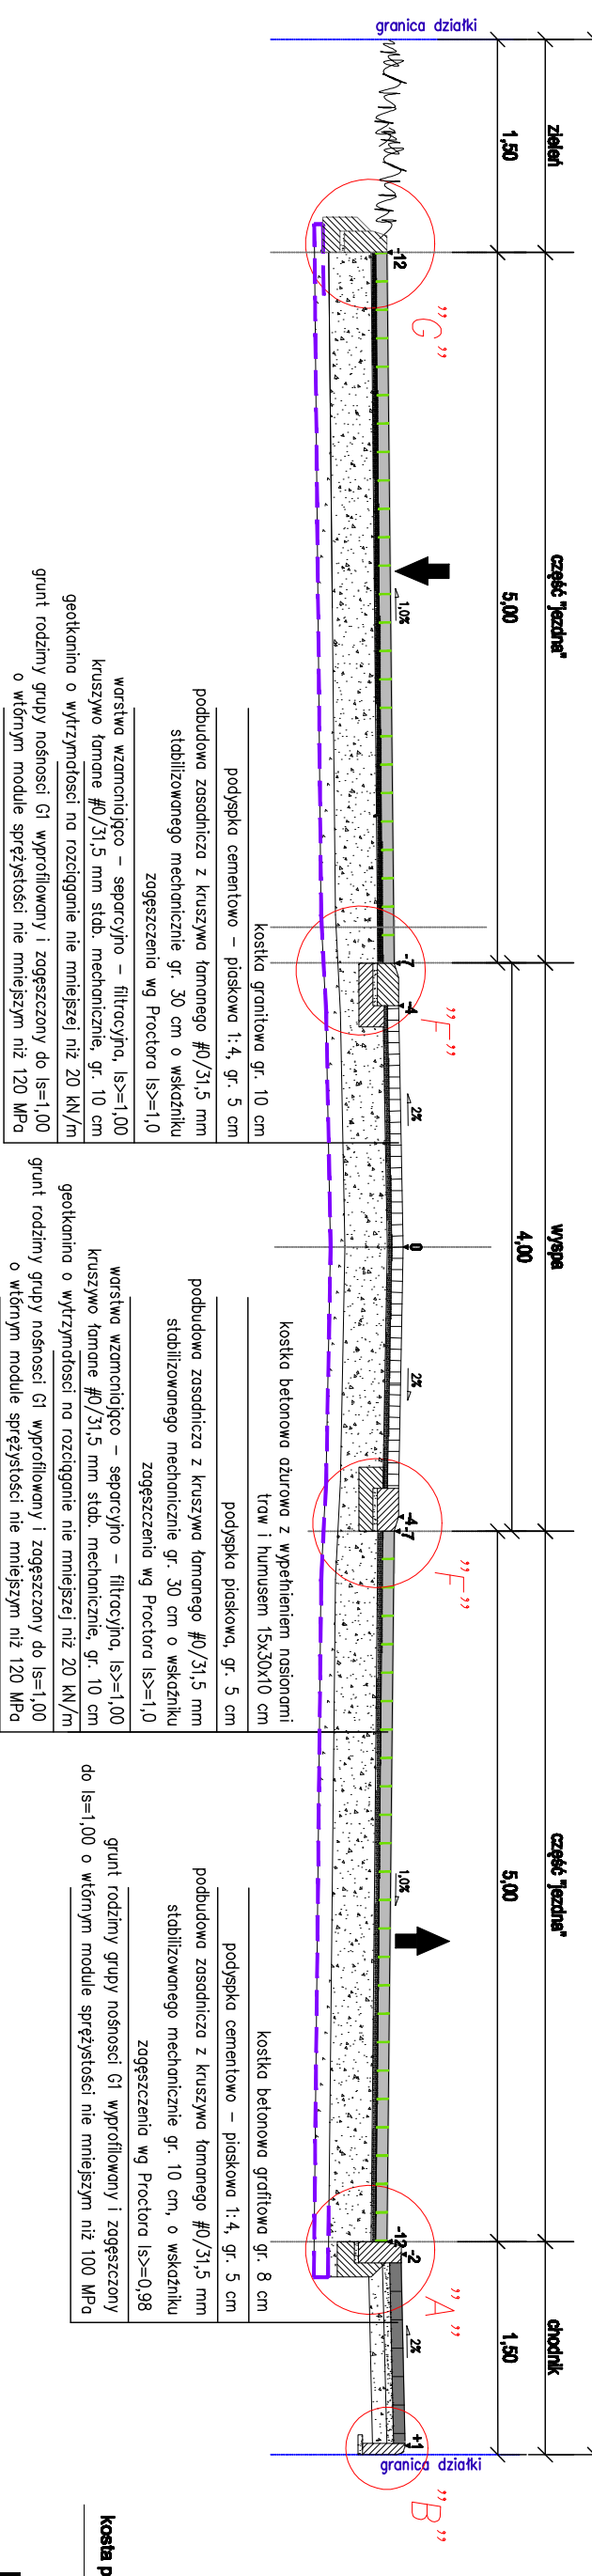 granica działki
zieleń
1,50
część "jezdna"
5,00
wyspa
4,00
część "jezdna"
5,00
chodnik
1,50
-12
"G"
1,0%
-7
-4
"F"
2%
0
2%
-4
-7
"F"
1,0%
-12
-2
"A"
2%
+1
granica działki
"B"
kostka granitowa gr. 10 cm
podsypka cementowo – piaskowa 1:4, gr. 5 cm
podbudowa zasadnicza z kruszywa łamanego #0/31,5 mm
stabilizowanego mechanicznie gr. 30 cm o wskaźniku
zagęszczenia wg Proctora Is>=1,0
warstwa wzamcniająco – separcyjno – filtracyjna, Is>=1,00
kruszywo łamane #0/31,5 mm stab. mechanicznie, gr. 10 cm
geotkanina o wytrzymałosci na rozciąganie nie mniejszej niż 20 kN/m
grunt rodzimy grupy nośnosci G1 wyprofilowany i zagęszczony do Is=1,00
o wtórnym module sprężystości nie mniejszym niż 120 MPa
kostka betonowa ażurowa z wypełnieniem nasionami
traw i humusem 15x30x10 cm
podsypka piaskowa, gr. 5 cm
podbudowa zasadnicza z kruszywa łamanego #0/31,5 mm
stabilizowanego mechanicznie gr. 30 cm o wskaźniku
zagęszczenia wg Proctora Is>=1,0
warstwa wzamcniająco – separcyjno – filtracyjna, Is>=1,00
kruszywo łamane #0/31,5 mm stab. mechanicznie, gr. 10 cm
geotkanina o wytrzymałosci na rozciąganie nie mniejszej niż 20 kN/m
grunt rodzimy grupy nośnosci G1 wyprofilowany i zagęszczony do Is=1,00
o wtórnym module sprężystości nie mniejszym niż 120 MPa
kostka betonowa grafitowa gr. 8 cm
podsypka cementowo – piaskowa 1:4, gr. 5 cm
podbudowa zasadnicza z kruszywa łamanego #0/31,5 mm
stabilizowanego mechanicznie gr. 10 cm, o wskaźniku
zagęszczenia wg Proctora Is>=0,98
grunt rodzimy grupy nośnosci G1 wyprofilowany i zagęszczony
do Is=1,00 o wtórnym module sprężystości nie mniejszym niż 100 MPa
kosta p